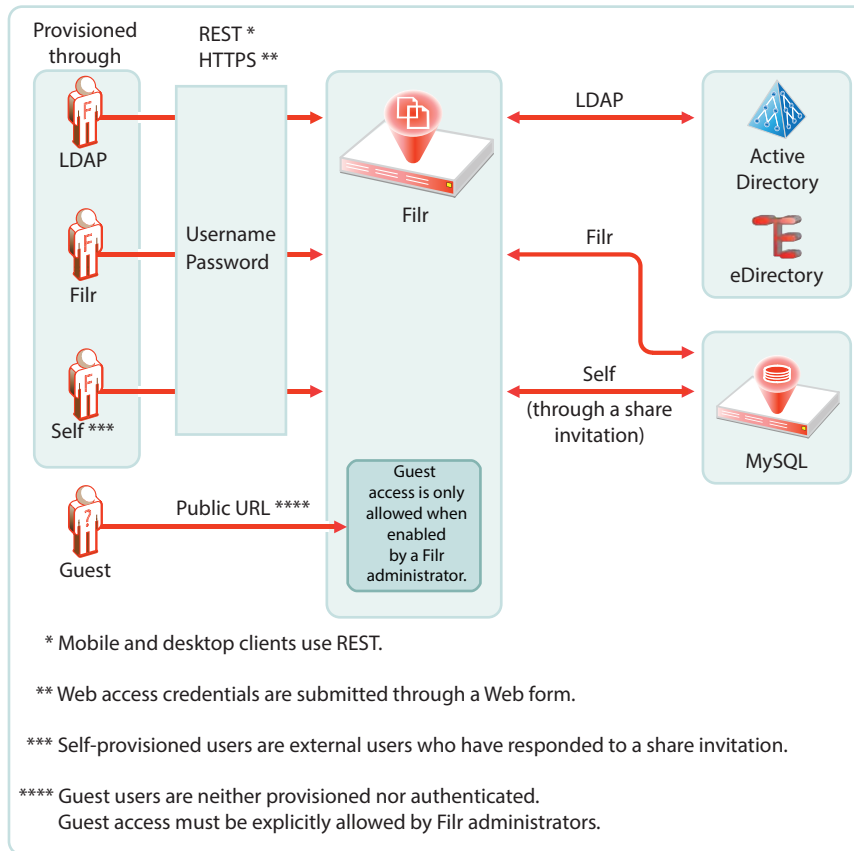 Provisioned
through
REST *
HTTPS **
LDAP
Filr
Self ***
Username
Password
Filr
LDAP
Active
Directory
eDirectory
Filr
Self
(through a share
invitation)
MySQL
Guest
Public URL ****
Guest
access is only
allowed when
enabled
by a Filr
administrator.
* Mobile and desktop clients use REST.
** Web access credentials are submitted through a Web form.
*** Self-provisioned users are external users who have responded to a share invitation.
**** Guest users are neither provisioned nor authenticated.
Guest access must be explicitly allowed by Filr administrators.